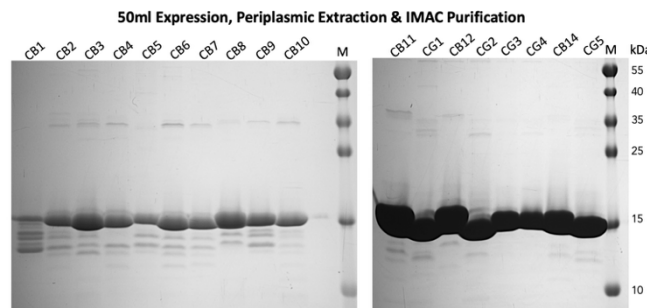 50ml Expression, Periplasmic Extraction & IMAC Purification
CB1 CB2 CB3 CB4 CB5 CB6 CB7 CB8 CB9 CB10 M
CB11 CG1 CB12 CG2 CG3 CG4 CB14 CG5 M kDa
55
40
35
25
15
10